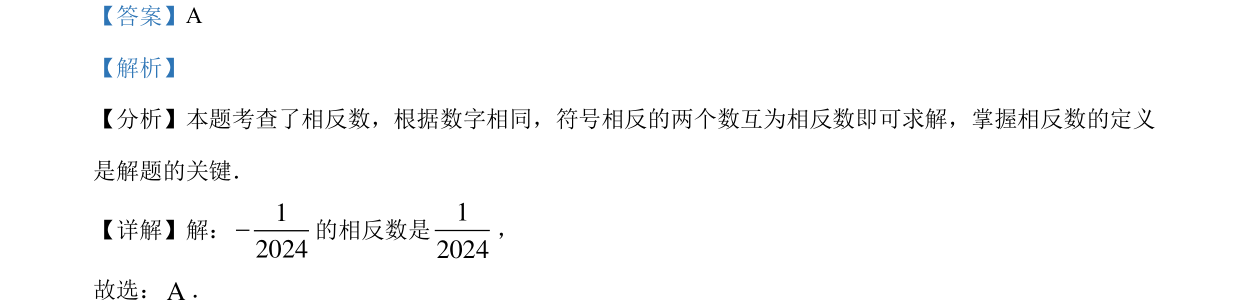 【答案】A
【解析】
【分析】本题考查了相反数，根据数字相同，符号相反的两个数互为相反数即可求解，掌握相反数的定义
是解题的关键．
【详解】解：$-\frac{1}{2024}$的相反数是$\frac{1}{2024}$，
故选：A．